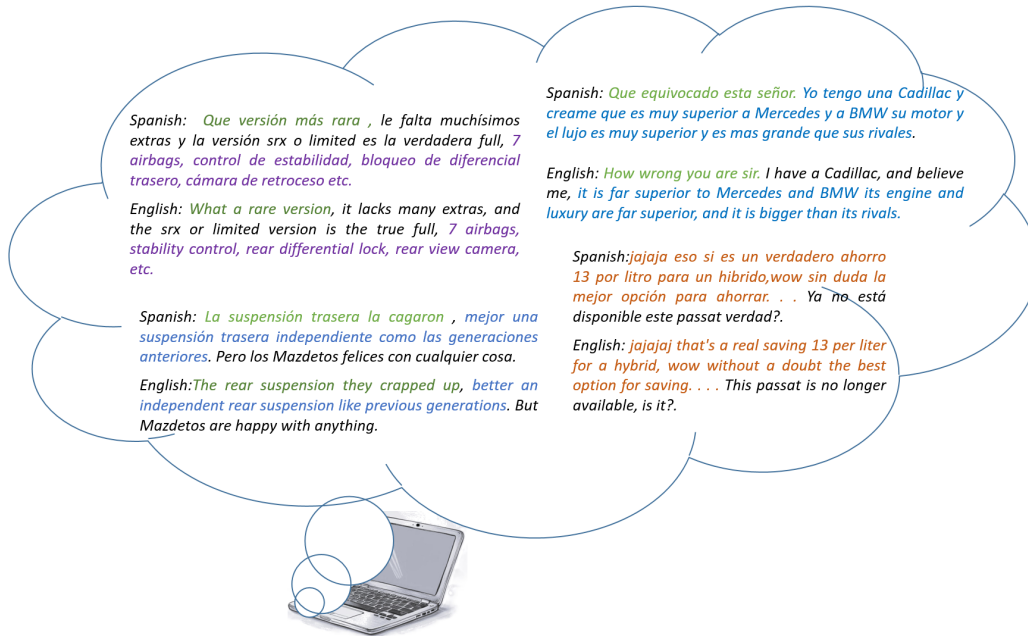 Spanish: Que versión más rara , le falta muchísimos
extras y la versión srx o limited es la verdadera full, 7
airbags, control de estabilidad, bloqueo de diferencial
trasero, cámara de retroceso etc.
English: What a rare version, it lacks many extras, and
the srx or limited version is the true full, 7 airbags,
stability control, rear differential lock, rear view camera,
etc.
Spanish: La suspensión trasera la cagaron , mejor una
suspensión trasera independiente como las generaciones
anteriores. Pero los Mazdetos felices con cualquier cosa.
English:The rear suspension they crapped up, better an
independent rear suspension like previous generations. But
Mazdetos are happy with anything.
Spanish: Que equivocado esta señor. Yo tengo una Cadillac y
creame que es muy superior a Mercedes y a BMW su motor y
el lujo es muy superior y es mas grande que sus rivales.
English: How wrong you are sir. I have a Cadillac, and believe
me, it is far superior to Mercedes and BMW its engine and
luxury are far superior, and it is bigger than its rivals.
Spanish:jajaja eso si es un verdadero ahorro
13 por litro para un hibrido,wow sin duda la
mejor opción para ahorrar. . . Ya no está
disponible este passat verdad?.
English: jajajaj that's a real saving 13 per liter
for a hybrid, wow without a doubt the best
option for saving. . . . This passat is no longer
available, is it?.